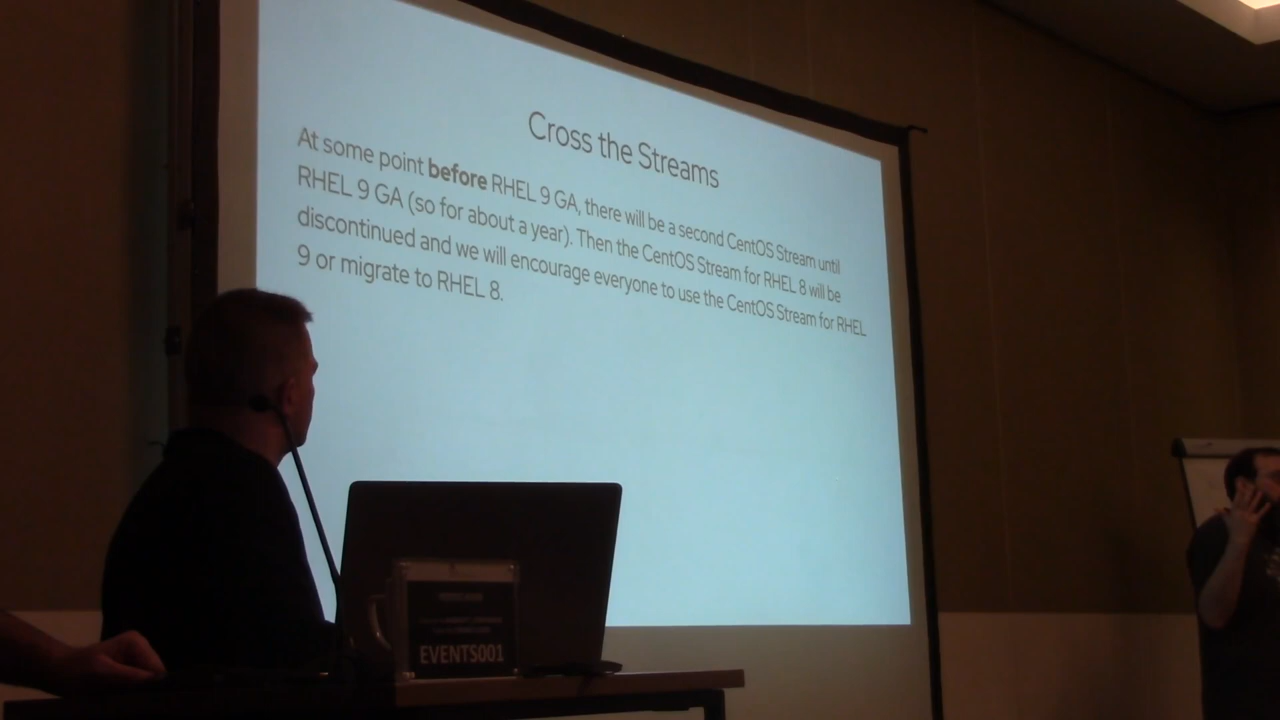 Cross the Streams
At some point before RHEL 9 GA, there will be a second CentOS Stream until
RHEL 9 GA (so for about a year). Then the CentOS Stream for RHEL 8 will be
discontinued and we will encourage everyone to use the CentOS Stream for RHEL
9 or migrate to RHEL 8.
EVENTS001